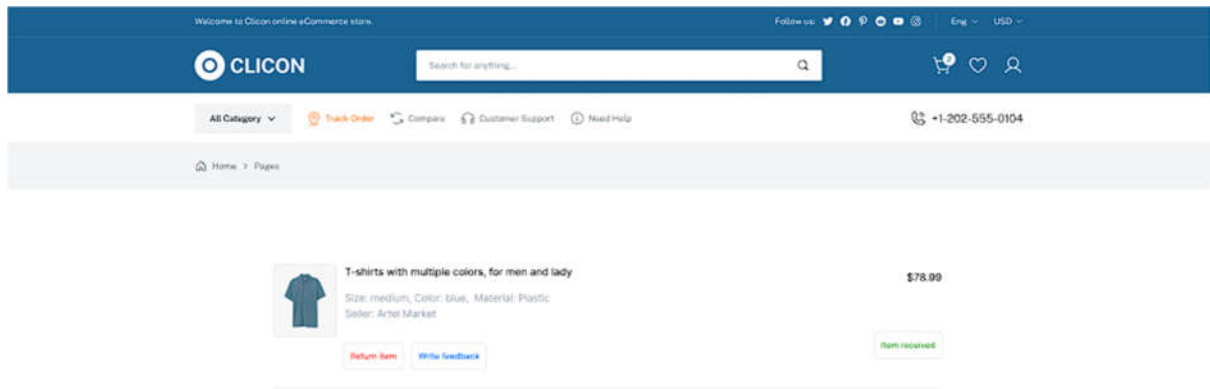 Welcome to Clicon online eCommerce store.
Follow us:
Eng
USD
CLICON
Search for anything...
2
All Category
Track Order
Compare
Customer Support
Need Help
+1-202-555-0104
Home > Pages
T-shirts with multiple colors, for men and lady
$78.99
Size: medium, Color: blue, Material: Plastic
Seller: Artel Market
Return item
Write feedback
Item received